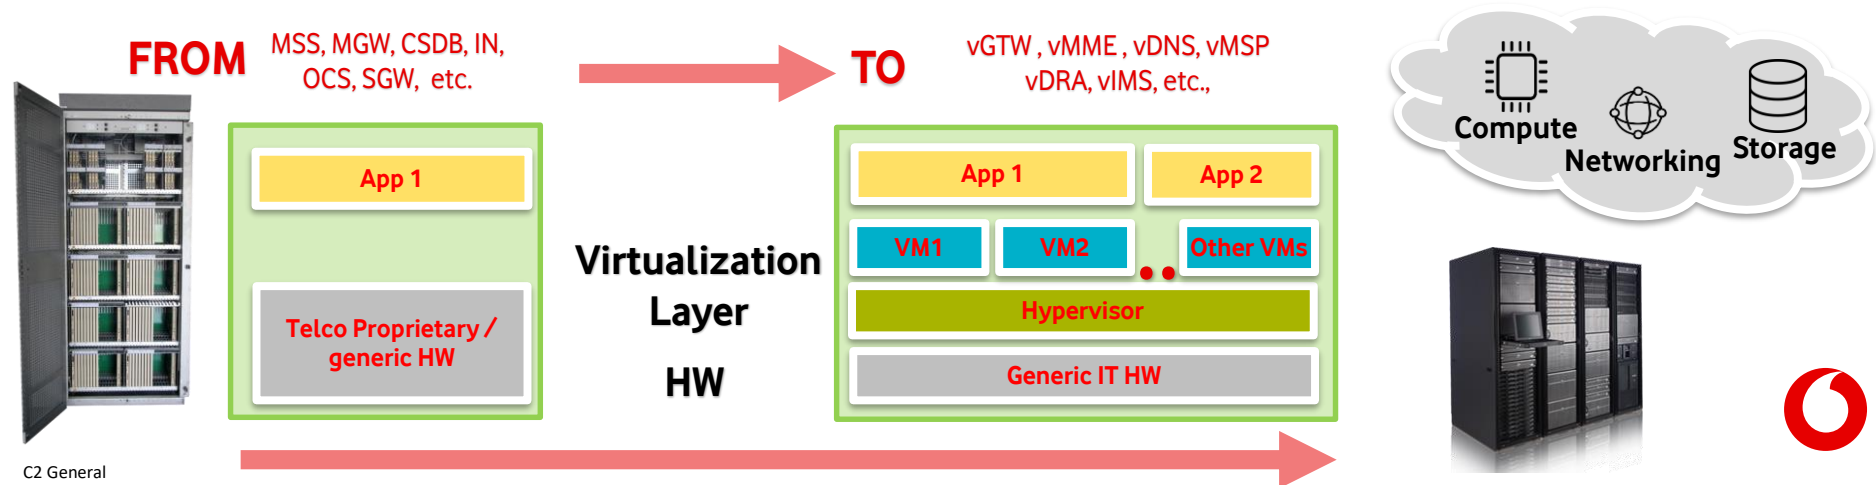 FROM
MSS, MGW, CSDB, IN,
OCS, SGW, etc.
TO
vGTW , vMME , vDNS, vMSP
vDRA, vIMS, etc.,
Compute
Networking
Storage
App 1
Telco Proprietary /
generic HW
Virtualization
Layer
HW
App 1
App 2
VM1
VM2
..
Other VMs
Hypervisor
Generic IT HW
C2 General